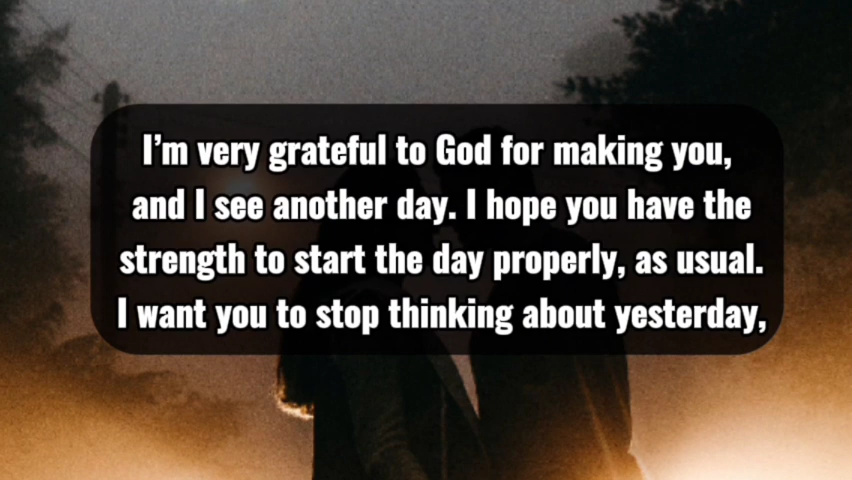 I’m very grateful to God for making you,
and I see another day. I hope you have the
strength to start the day properly, as usual.
I want you to stop thinking about yesterday,